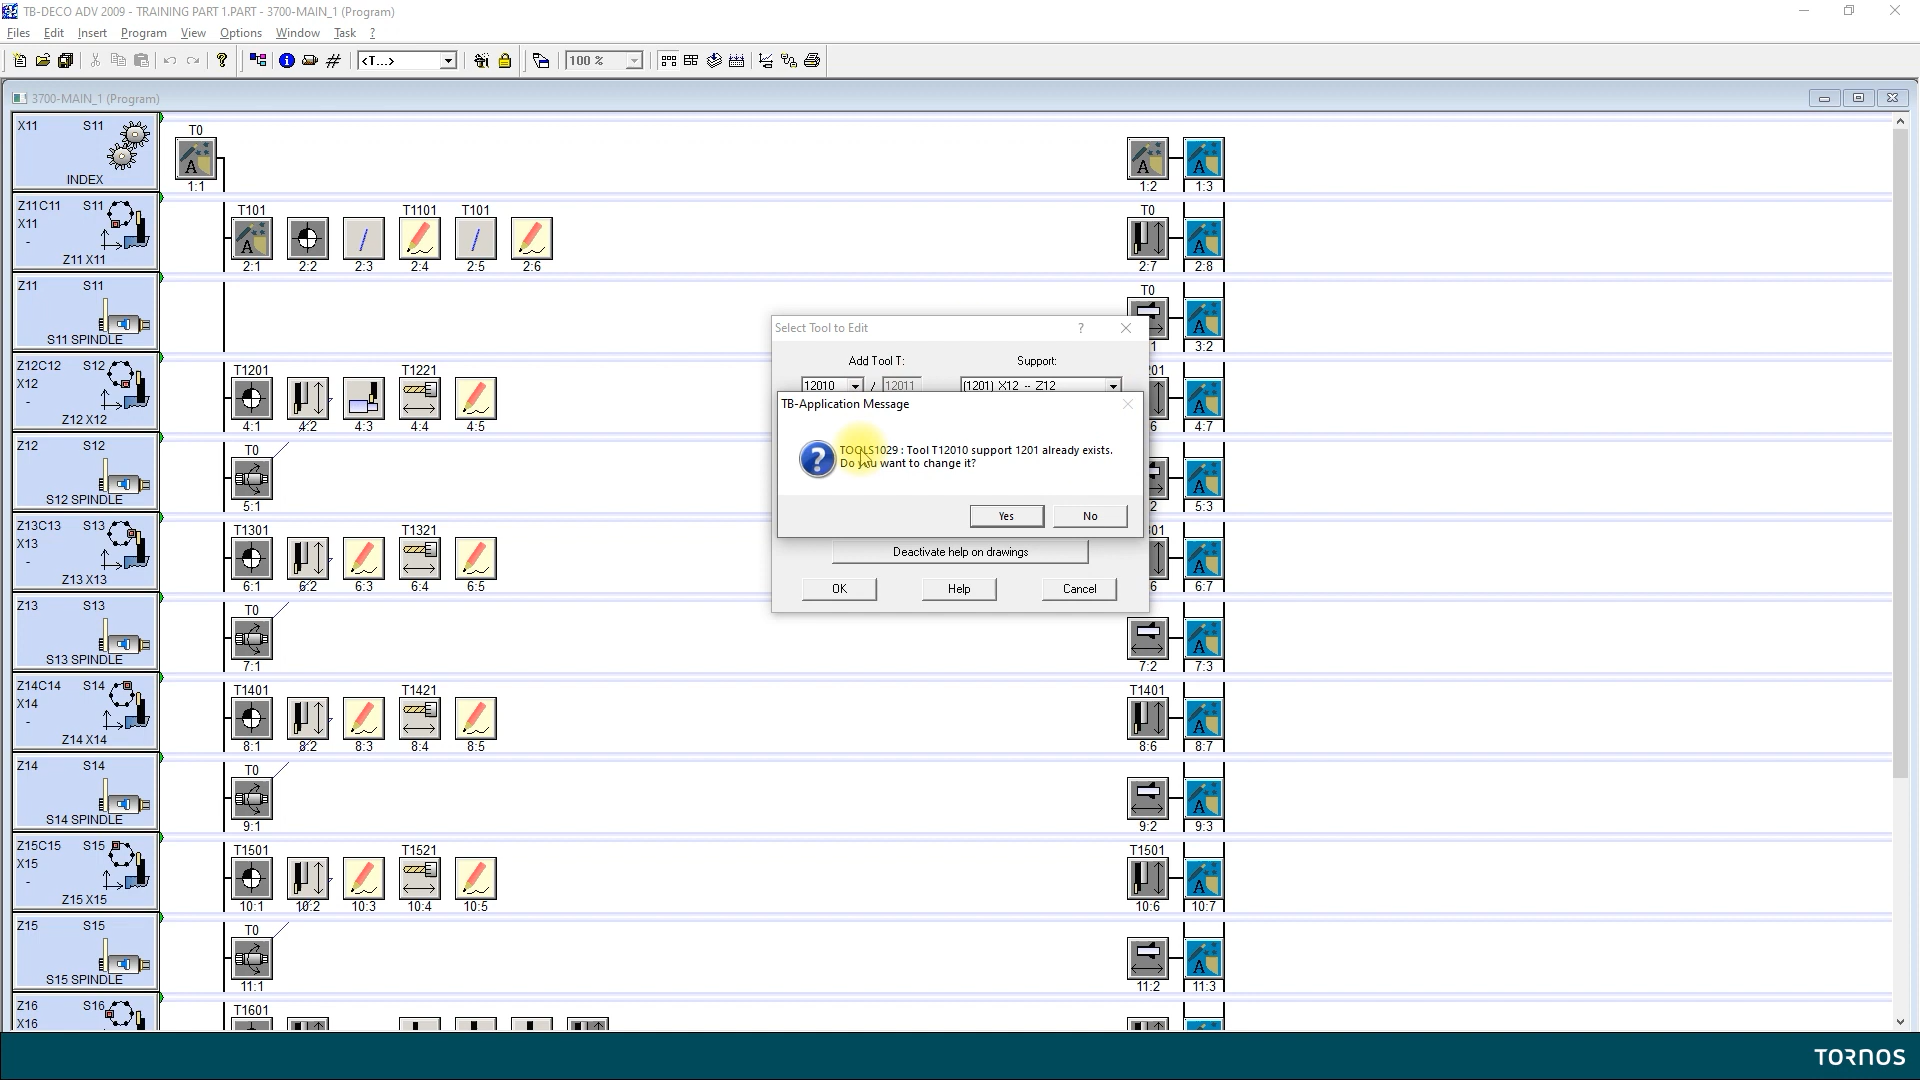 TB-DECO ADV 2009 - TRAINING PART 1.PART - 3700-MAIN_1 (Program)
Files Edit Insert Program View Options Window Task ?
<T...> 100 %
3700-MAIN_1 (Program)
X11 S11
INDEX
T0
1:1
1:2 1:3
Z11C11 S11
X11
-
Z11 X11
T101 T1101 T101 T0
2:1 2:2 2:3 2:4 2:5 2:6 2:7 2:8
Z11 S11
S11 SPINDLE
T0
3:2
Z12C12 S12
X12
-
Z12 X12
T1201 T1221
4:1 4:2 4:3 4:4 4:5 4:7
Z12 S12
S12 SPINDLE
T0
5:1 5:3
Z13C13 S13
X13
-
Z13 X13
T1301 T1321
6:1 6:2 6:3 6:4 6:5 6:7
Z13 S13
S13 SPINDLE
T0
7:1 7:2 7:3
Z14C14 S14
X14
-
Z14 X14
T1401 T1421 T1401
8:1 8:2 8:3 8:4 8:5 8:6 8:7
Z14 S14
S14 SPINDLE
T0
9:1 9:2 9:3
Z15C15 S15
X15
-
Z15 X15
T1501 T1521 T1501
10:1 10:2 10:3 10:4 10:5 10:6 10:7
Z15 S15
S15 SPINDLE
T0
11:1 11:2 11:3
Z16 S16
X16
T1601
Select Tool to Edit ?
Add Tool T: Support:
12010 / 12011 (1201) X12 -- Z12
TB-Application Message
TOOLS1029 : Tool T12010 support 1201 already exists.
Do you want to change it?
Yes No
Deactivate help on drawings
OK Help Cancel
TORNOS